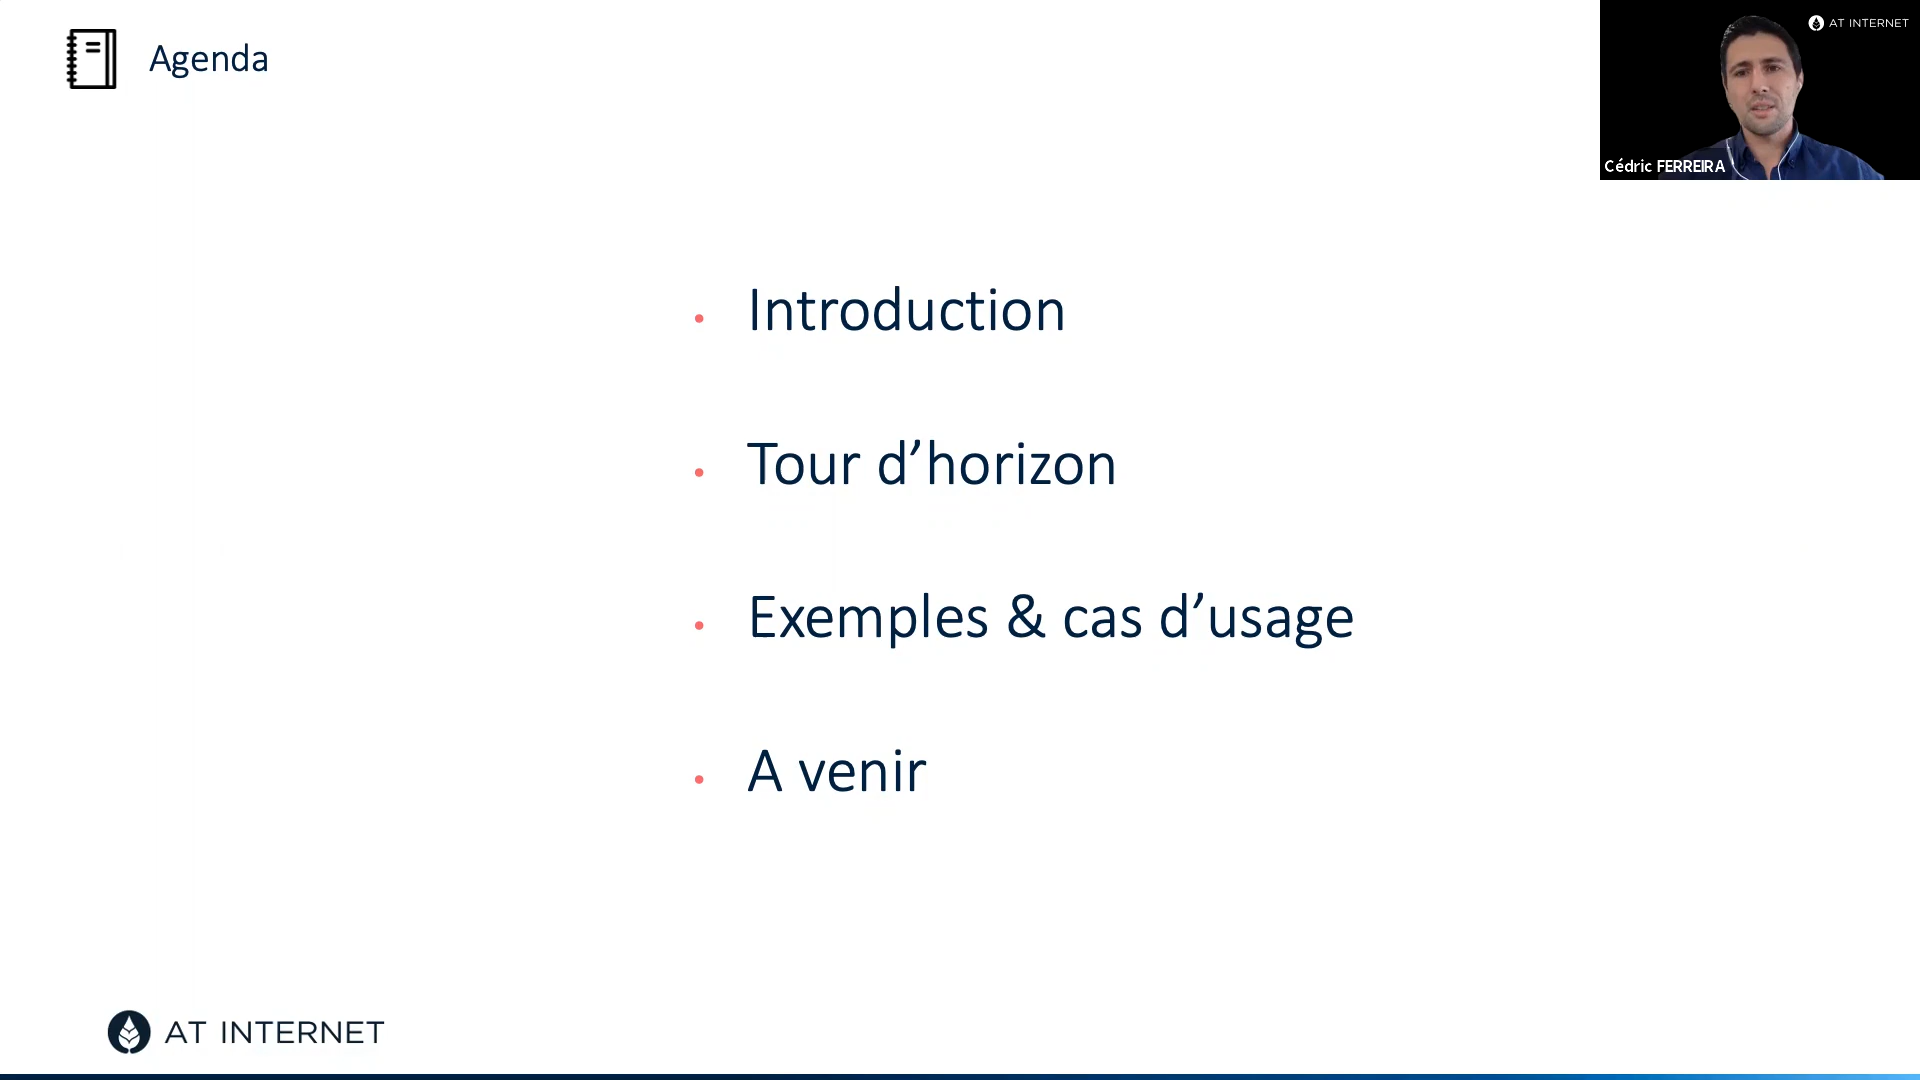 Agenda
AT INTERNET
Cédric FERREIRA
Introduction
Tour d’horizon
Exemples & cas d’usage
A venir
AT INTERNET